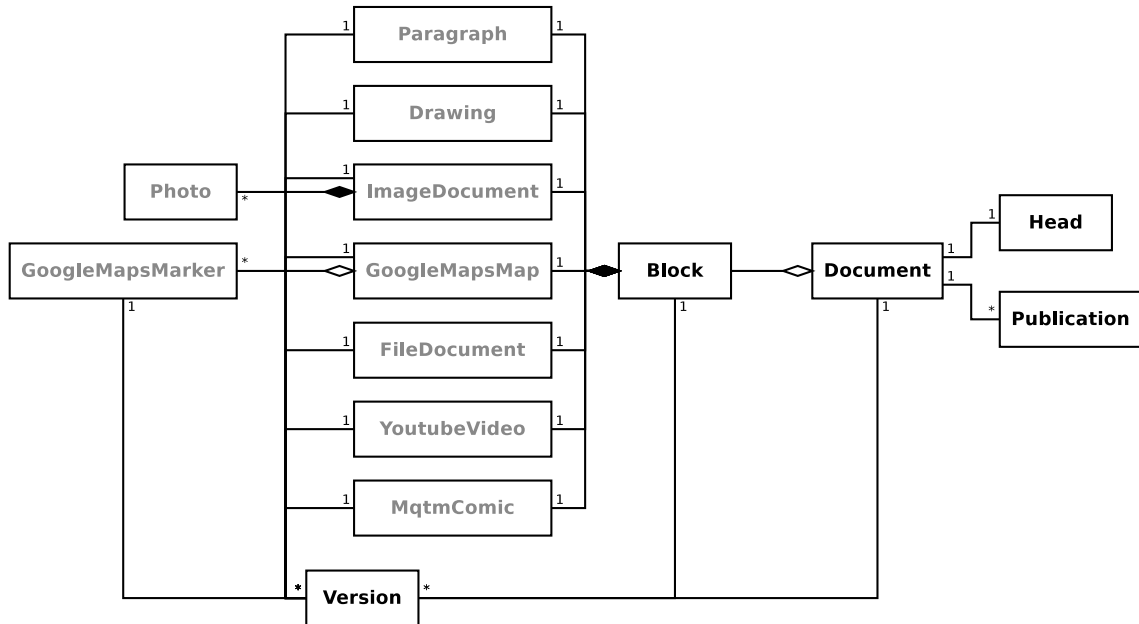 1 Paragraph 1
1 Drawing 1
Photo * 1 ImageDocument 1
GoogleMapsMarker * 1 GoogleMapsMap 1 Block 1 Document 1 Head
1 1 1 1 * Publication
1 FileDocument 1
1 YoutubeVideo 1
1 MqtmComic 1
* Version *